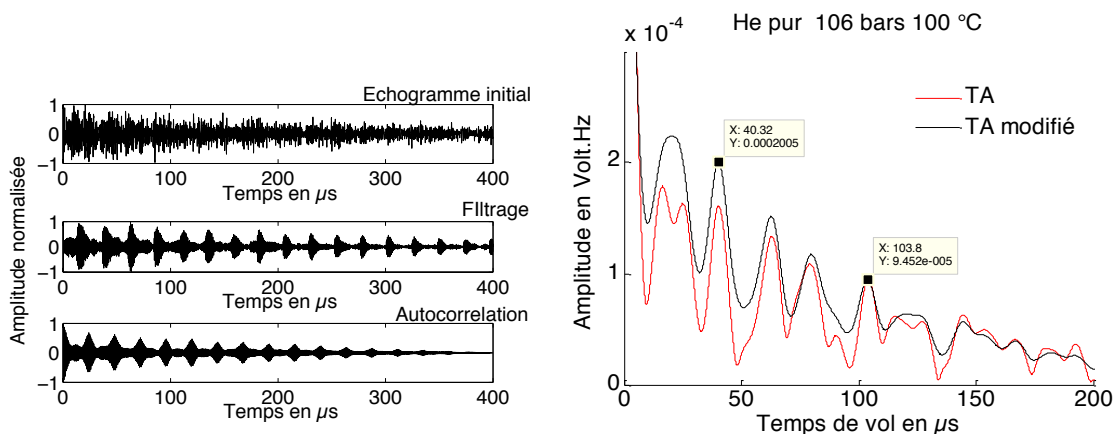 Amplitude normalisée
Echogramme initial
1
0
−1
0 100 200 300 400
Temps en µs
FIltrage
1
0
−1
0 100 200 300 400
Temps en µs
Autocorrelation
1
0
−1
0 100 200 300 400
Temps en µs
x 10⁻⁴
He pur 106 bars 100 °C
TA
TA modifié
X: 40.32
Y: 0.0002005
X: 103.8
Y: 9.452e-005
Amplitude en Volt.Hz
2
1
0
0 50 100 150 200
Temps de vol en µs